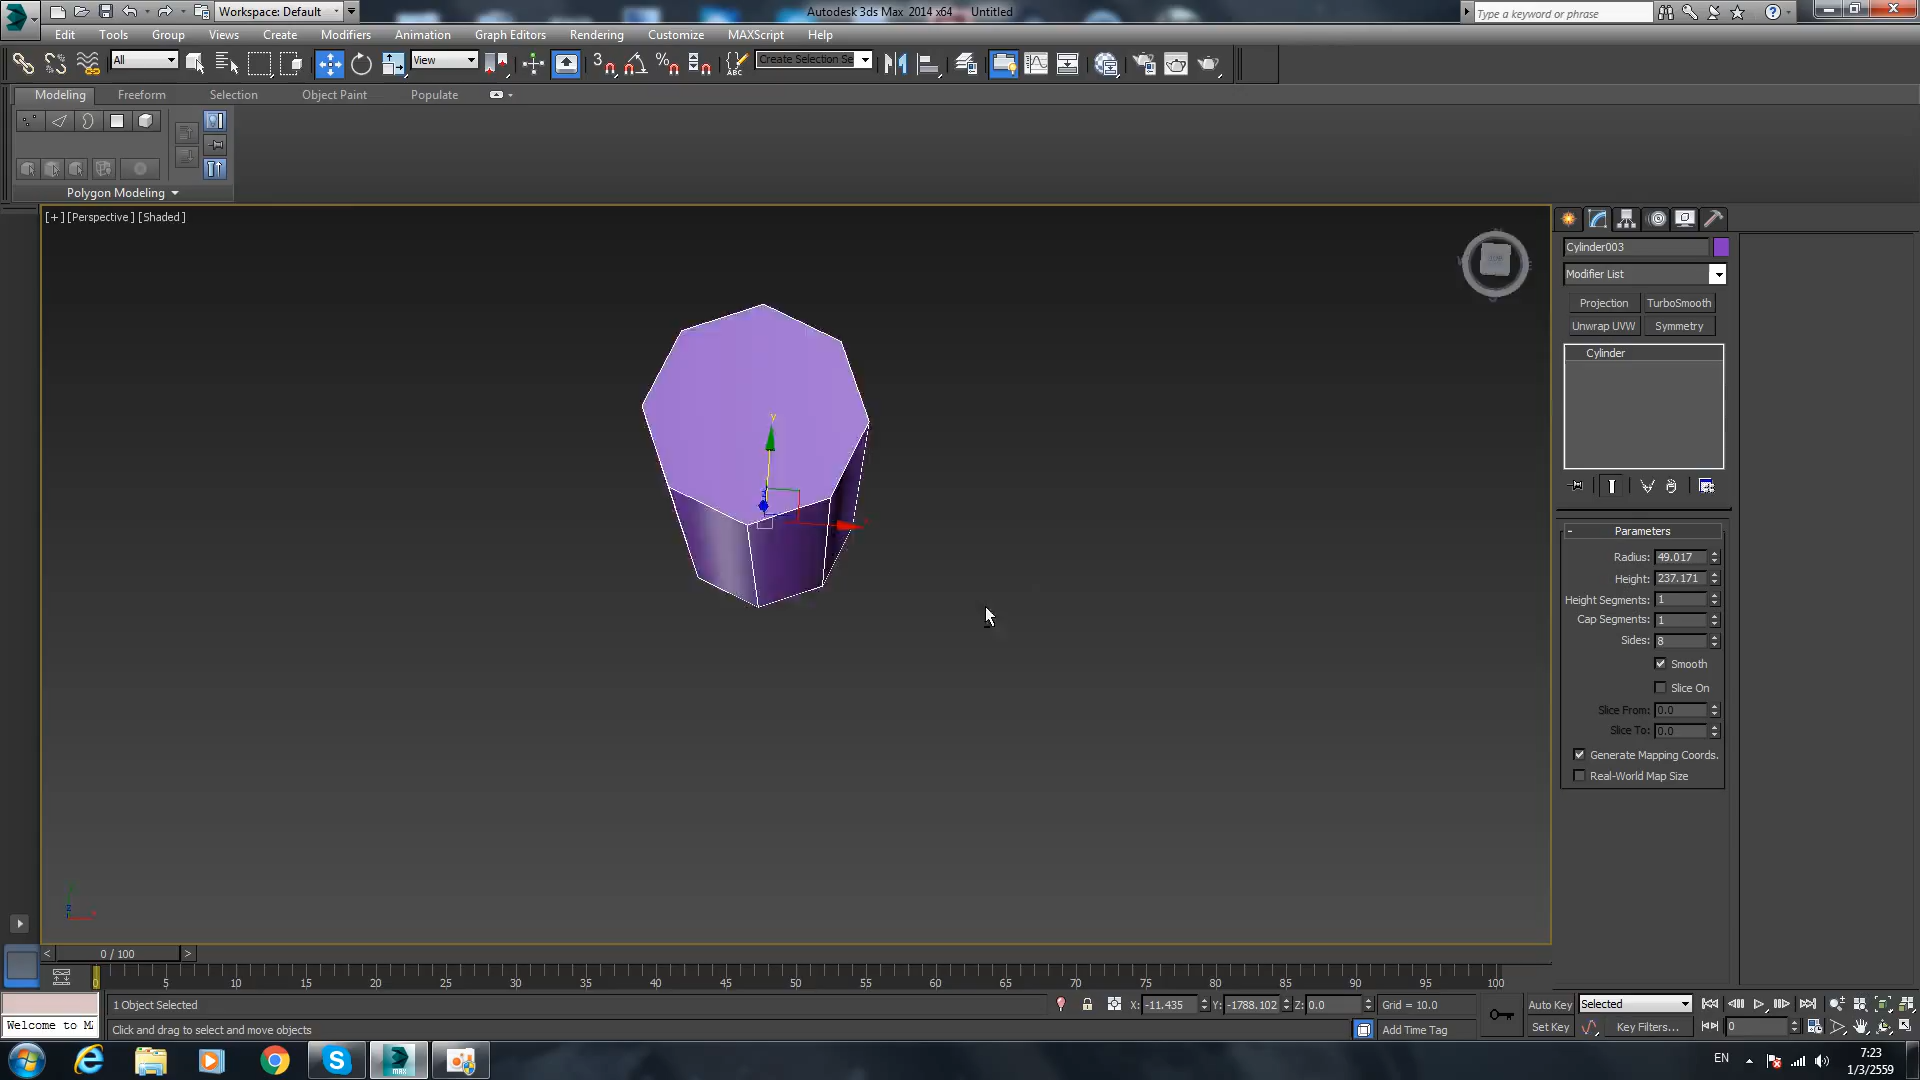 Workspace: Default
Autodesk 3ds Max 2014 x64
Untitled
Type a keyword or phrase
Edit Tools Group Views Create Modifiers Animation Graph Editors Rendering Customize MAXScript Help
All
View
3
%
ABC
Create Selection Se
Modeling Freeform Selection Object Paint Populate
Polygon Modeling
[+] [Perspective ] [Shaded ]
Cylinder003
Modifier List
Projection TurboSmooth
Unwrap UVW Symmetry
Cylinder
- Parameters
Radius: 49.017
Height: 237.171
Height Segments: 1
Cap Segments: 1
Sides: 8
Smooth
Slice On
Slice From: 0.0
Slice To: 0.0
Generate Mapping Coords.
Real-World Map Size
y
< 0 / 100 >
0 5 10 15 20 25 30 35 40 45 50 55 60 65 70 75 80 85 90 95 100
1 Object Selected
X: -11.435 Y: -1788.102 Z: 0.0 Grid = 10.0
Auto Key Selected
Welcome to M
Click and drag to select and move objects
Add Time Tag
Set Key Key Filters... 0
MAX
EN
7:23
1/3/2559